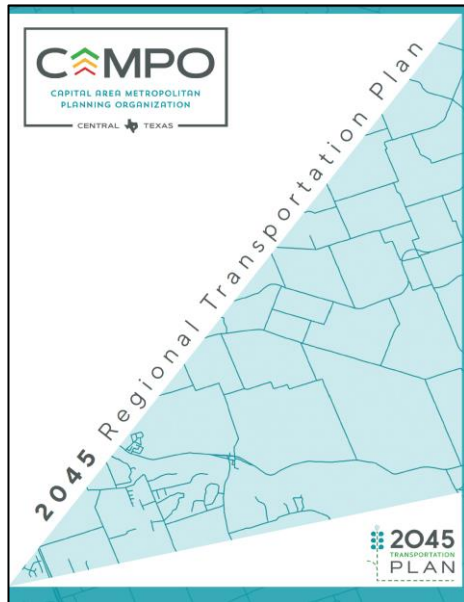 CAMPO
CAPITAL AREA METROPOLITAN
PLANNING ORGANIZATION
CENTRAL TEXAS
2045 Regional Transportation Plan
2045
TRANSPORTATION
PLAN